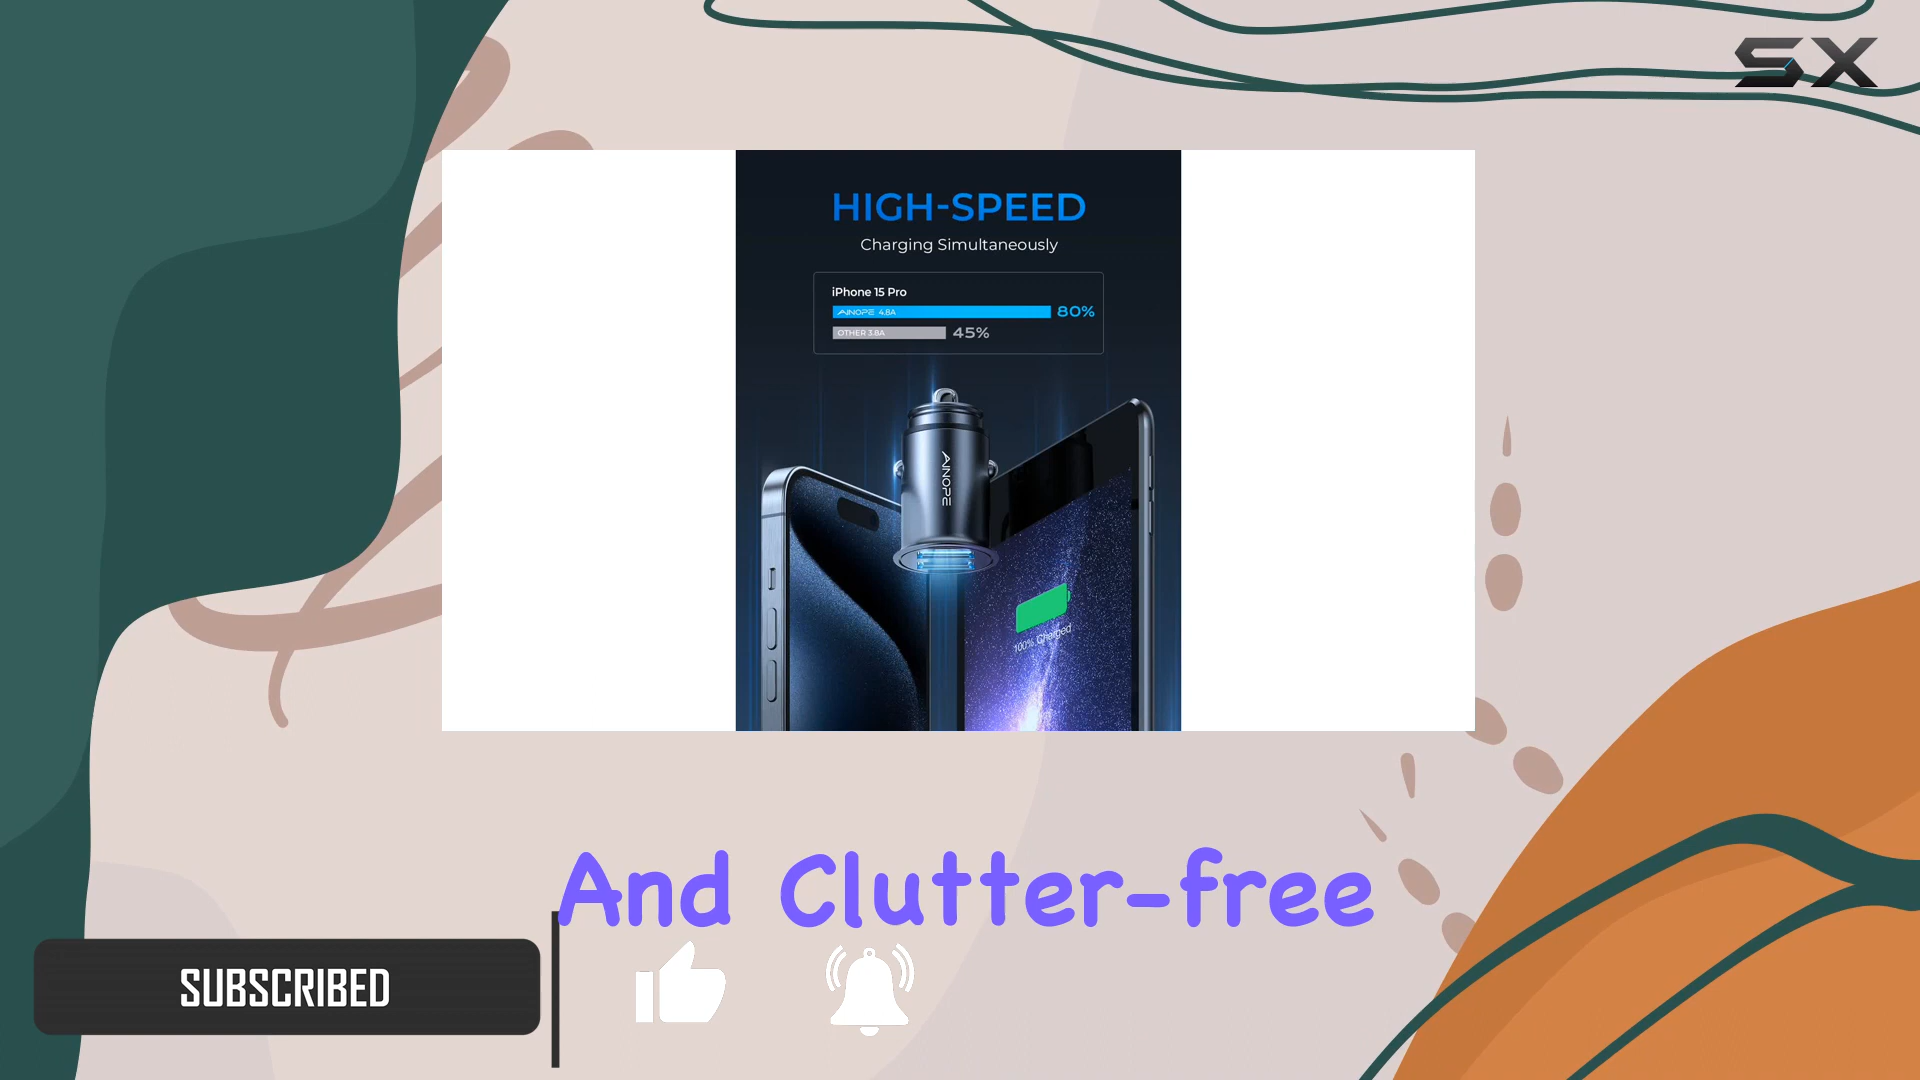 SX
HIGH-SPEED
Charging Simultaneously
iPhone 15 Pro
AINOPE 4.8A
80%
OTHER 3.8A
45%
AINOPE
100% Charged
And Clutter-free
SUBSCRIBED